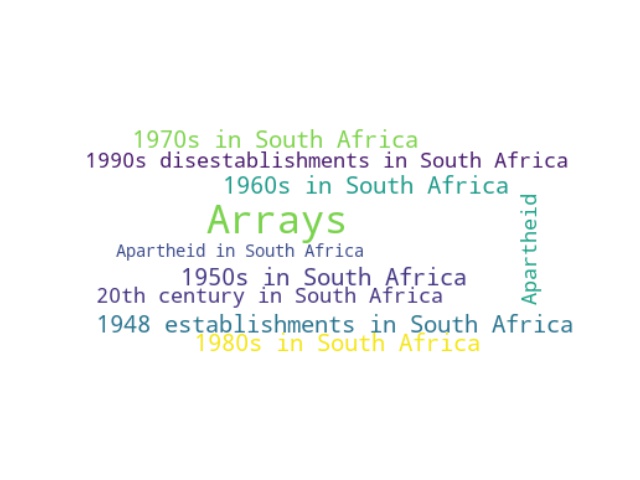 1970s in South Africa
1990s disestablishments in South Africa
1960s in South Africa
Arrays
Apartheid
Apartheid in South Africa
1950s in South Africa
20th century in South Africa
1948 establishments in South Africa
1980s in South Africa